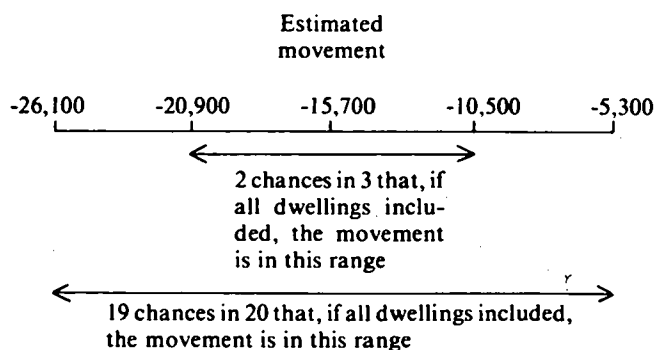 Estimated
movement
-26,100 -20,900 -15,700 -10,500 -5,300
2 chances in 3 that, if
all dwellings inclu-
ded, the movement
is in this range
19 chances in 20 that, if all dwellings included,
the movement is in this range